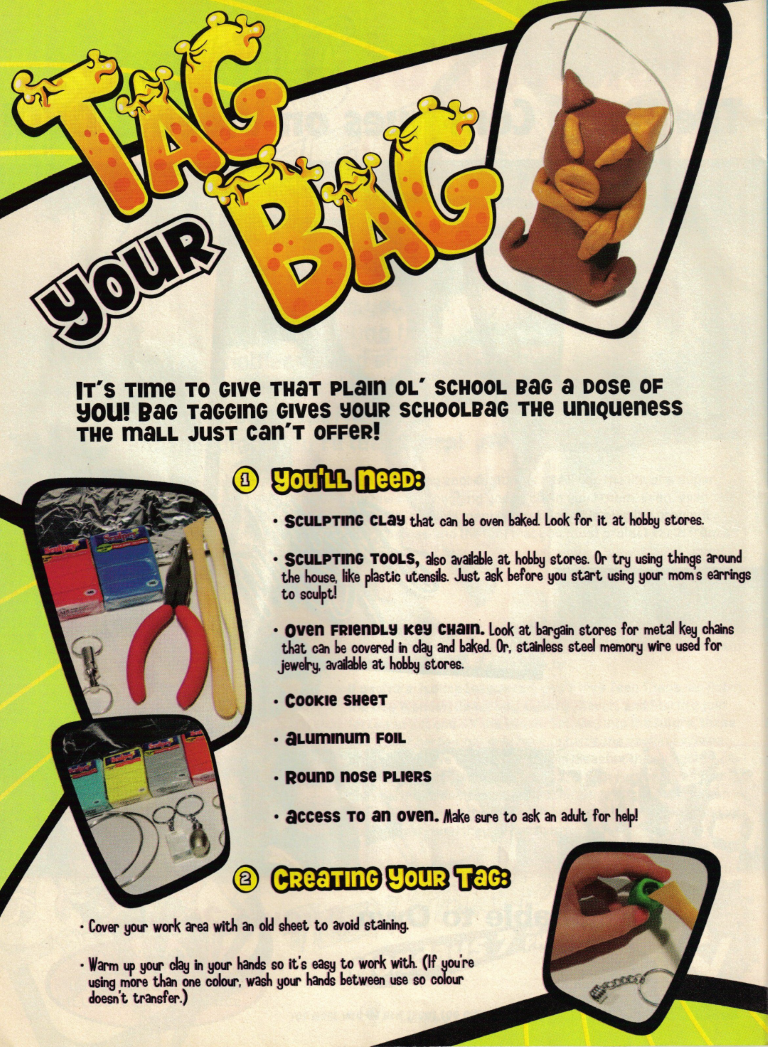 TAG
YOUR
BAG
IT'S TIME TO GIVE THAT PLAIN OL' SCHOOL BAG A DOSE OF
YOU! BAG TAGGING GIVES YOUR SCHOOLBAG THE UNIQUENESS
THE MALL JUST CAN'T OFFER!
1 YOU'LL NEED:
· SCULPTING CLAY that can be oven baked. Look for it at hobby stores.
· SCULPTING TOOLS, also available at hobby stores. Or try using things around
the house, like plastic utensils. Just ask before you start using your mom s earrings
to sculpt!
· OVEN FRIENDLY KEY CHAIN. Look at bargain stores for metal key chains
that can be covered in clay and baked. Or, stainless steel memory wire used for
jewelry, available at hobby stores.
· COOKIE SHEET
· ALUMINUM FOIL
· ROUND NOSE PLIERS
· ACCESS TO AN OVEN. Make sure to ask an adult for help!
2 CREATING YOUR TAG:
· Cover your work area with an old sheet to avoid staining.
· Warm up your clay in your hands so it's easy to work with. (If you're
using more than one colour, wash your hands between use so colour
doesn't transfer.)